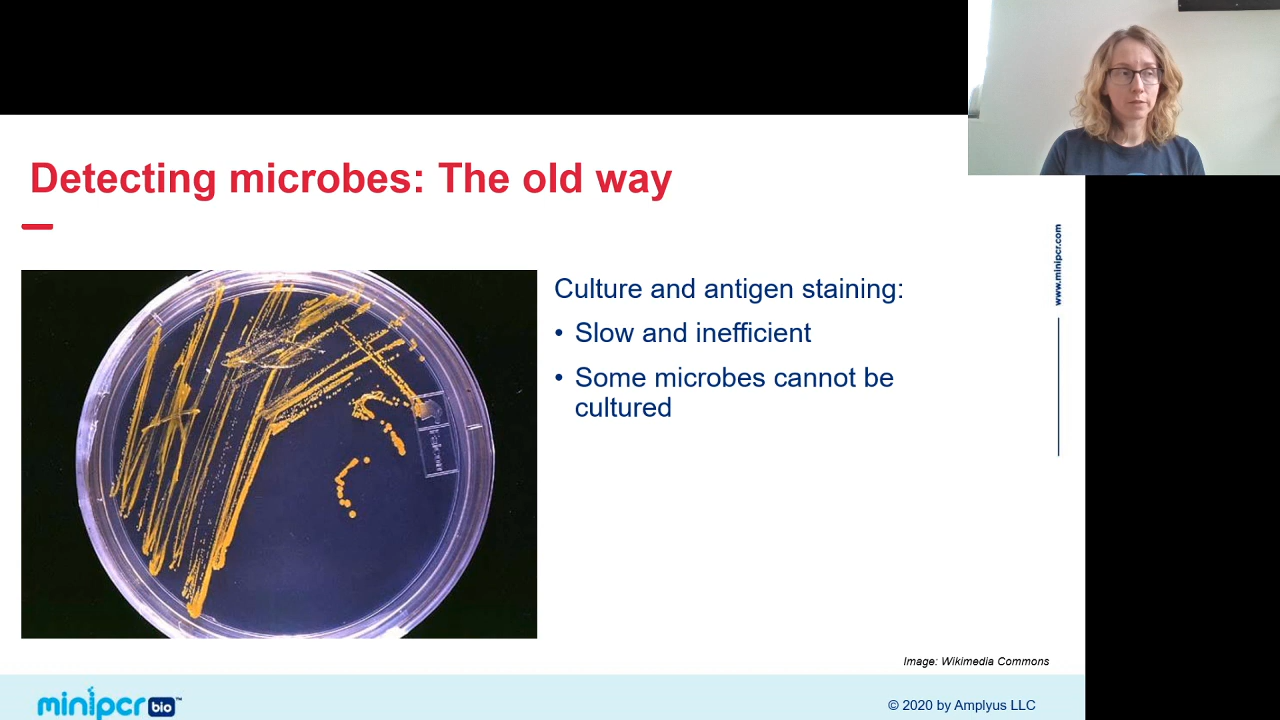 Detecting microbes: The old way
www.minipcr.com
Culture and antigen staining:
• Slow and inefficient
• Some microbes cannot be
cultured
Image: Wikimedia Commons
minipcr bio™
© 2020 by Amplyus LLC